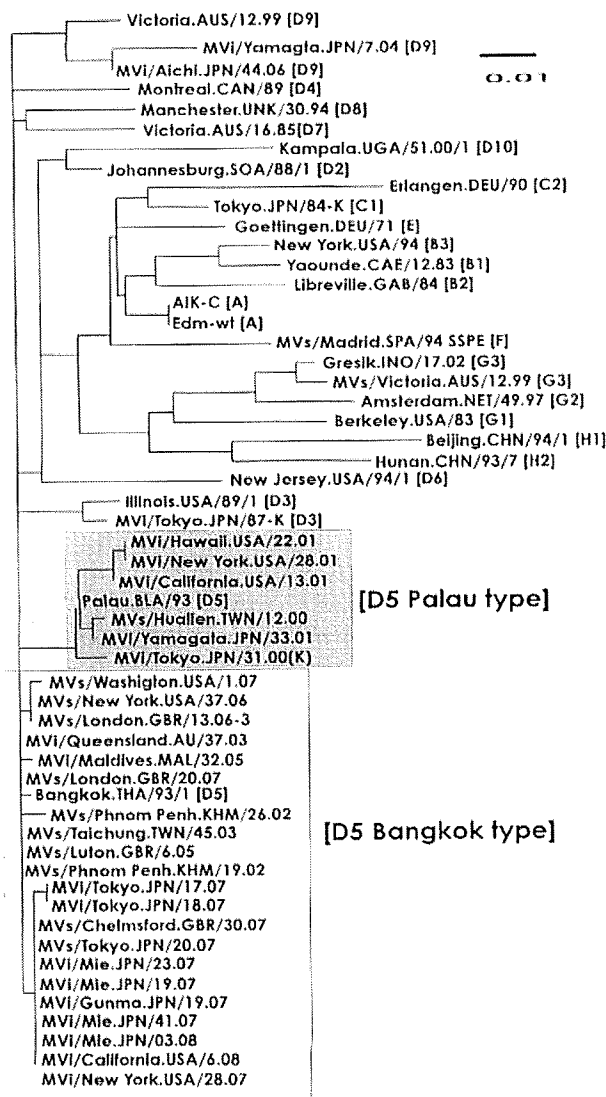 Victoria.AUS/12.99 [D9]
MVi/Yamagta.JPN/7.04 [D9]
MVi/Aichi.JPN/44.06 [D9]
0.01
Montreal.CAN/89 [D4]
Manchester.UNK/30.94 [D8]
Victoria.AUS/16.85[D7]
Kampala.UGA/51.00/1 [D10]
Johannesburg.SOA/88/1 [D2]
Erlangen.DEU/90 [C2]
Tokyo.JPN/84-K [C1]
Goettingen.DEU/71 [E]
New York.USA/94 [B3]
Yaounde.CAE/12.83 [B1]
Libreville.GAB/84 [B2]
AIK-C [A]
Edm-wt [A]
MVs/Madrid.SPA/94 SSPE [F]
Gresik.INO/17.02 [G3]
MVs/Victoria.AUS/12.99 [G3]
Amsterdam.NET/49.97 [G2]
Berkeley.USA/83 [G1]
Beijing.CHN/94/1 [H1]
Hunan.CHN/93/7 [H2]
New Jersey.USA/94/1 [D6]
Illinois.USA/89/1 [D3]
MVi/Tokyo.JPN/87-K [D3]
MVi/Hawaii.USA/22.01
MVi/New York.USA/28.01
MVi/California.USA/13.01
Palau.BLA/93 [D5]
[D5 Palau type]
MVs/Hualien.TWN/12.00
MVi/Yamagata.JPN/33.01
MVi/Tokyo.JPN/31.00(K)
MVs/Washigton.USA/1.07
MVs/New York.USA/37.06
MVs/London.GBR/13.06-3
MVi/Queensland.AU/37.03
MVi/Maldives.MAL/32.05
MVs/London.GBR/20.07
Bangkok.THA/93/1 [D5]
MVs/Phnom Penh.KHM/26.02
[D5 Bangkok type]
MVs/Taichung.TWN/45.03
MVs/Luton.GBR/6.05
MVs/Phnom Penh.KHM/19.02
MVi/Tokyo.JPN/17.07
MVi/Tokyo.JPN/18.07
MVs/Chelmsford.GBR/30.07
MVs/Tokyo.JPN/20.07
MVi/Mie.JPN/23.07
MVi/Mie.JPN/19.07
MVi/Gunma.JPN/19.07
MVi/Mie.JPN/41.07
MVi/Mie.JPN/03.08
MVi/California.USA/6.08
MVi/New York.USA/28.07